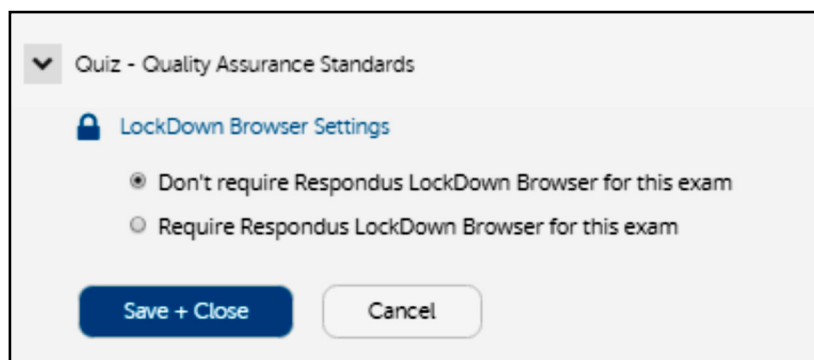 Quiz - Quality Assurance Standards
LockDown Browser Settings
Don't require Respondus LockDown Browser for this exam
Require Respondus LockDown Browser for this exam
Save + Close
Cancel